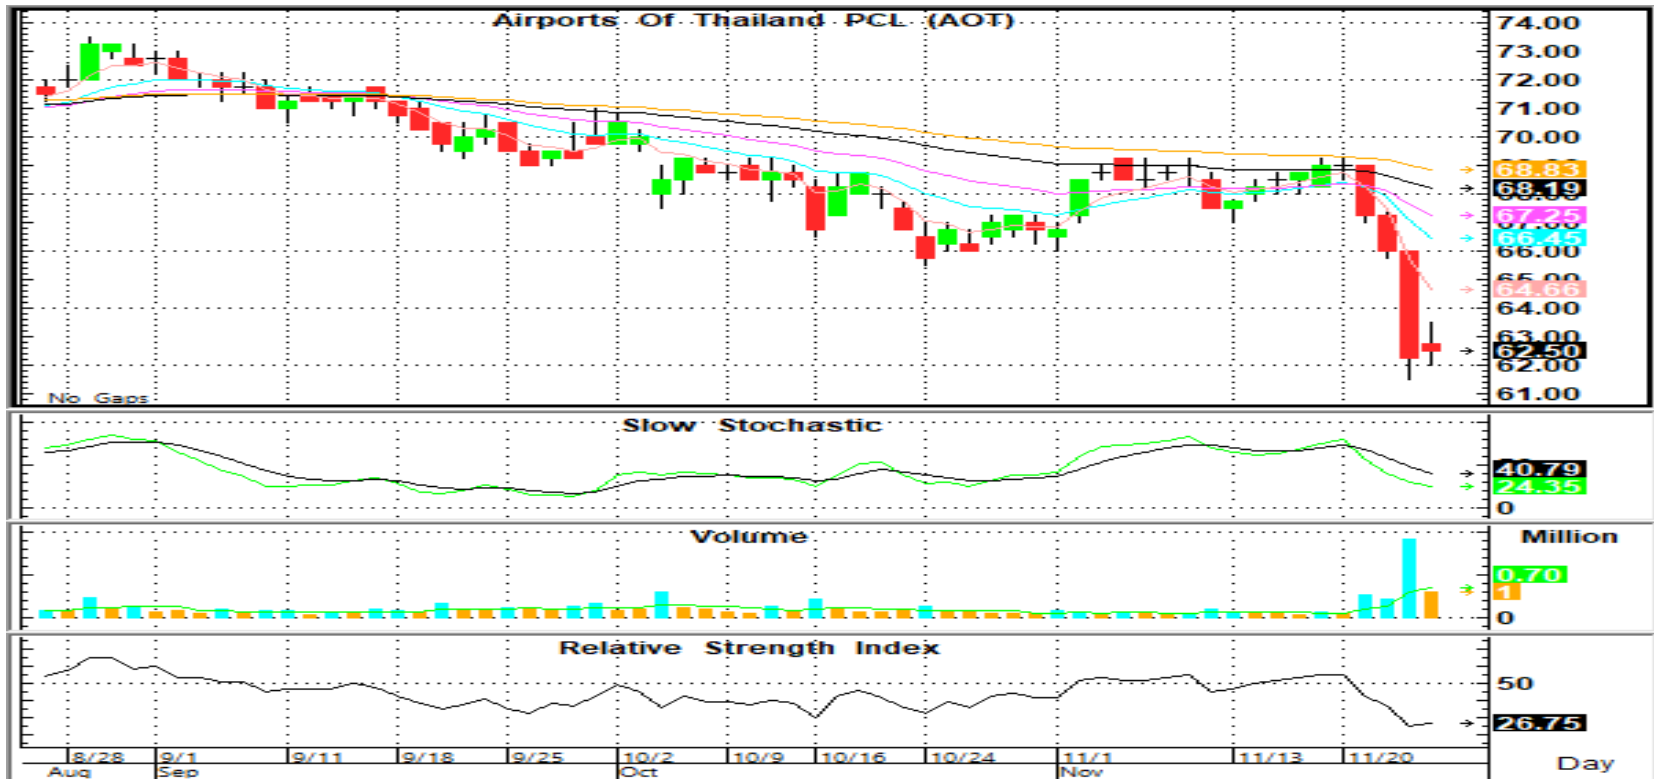 Airports Of Thailand PCL (AOT)
74.00
73.00
72.00
71.00
70.00
68.83
68.19
67.25
66.45
66.00
64.66
64.00
63.00
62.50
62.00
61.00
No Gaps
Slow Stochastic
40.79
24.35
0
Volume
Million
0.70
1
0
Relative Strength Index
50
26.75
8/28 9/1 9/11 9/18 9/25 10/2 10/9 10/16 10/24 11/1 11/13 11/20
Aug Sep Oct Nov
Day